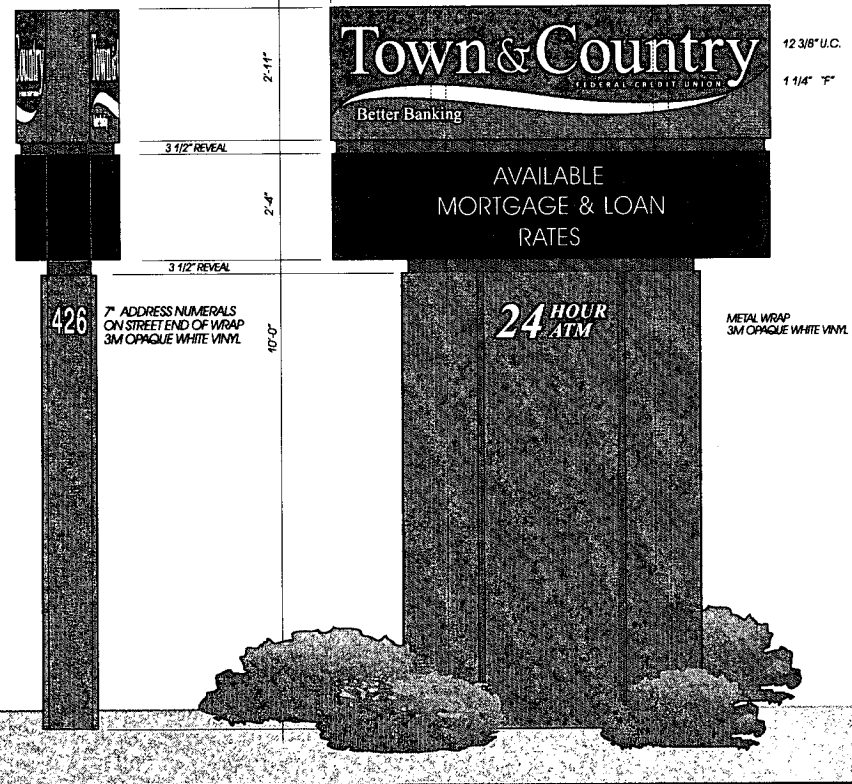 Town & Country
FEDERAL CREDIT UNION
Better Banking
12 3/8" U.C.
1 1/4" "F"
2'-11"
3 1/2" REVEAL
2'-4"
AVAILABLE
MORTGAGE & LOAN
RATES
3 1/2" REVEAL
426
7" ADDRESS NUMERALS
ON STREET END OF WRAP
3M OPAQUE WHITE VINYL
10'-0"
24 HOUR
ATM
METAL WRAP
3M OPAQUE WHITE VINYL